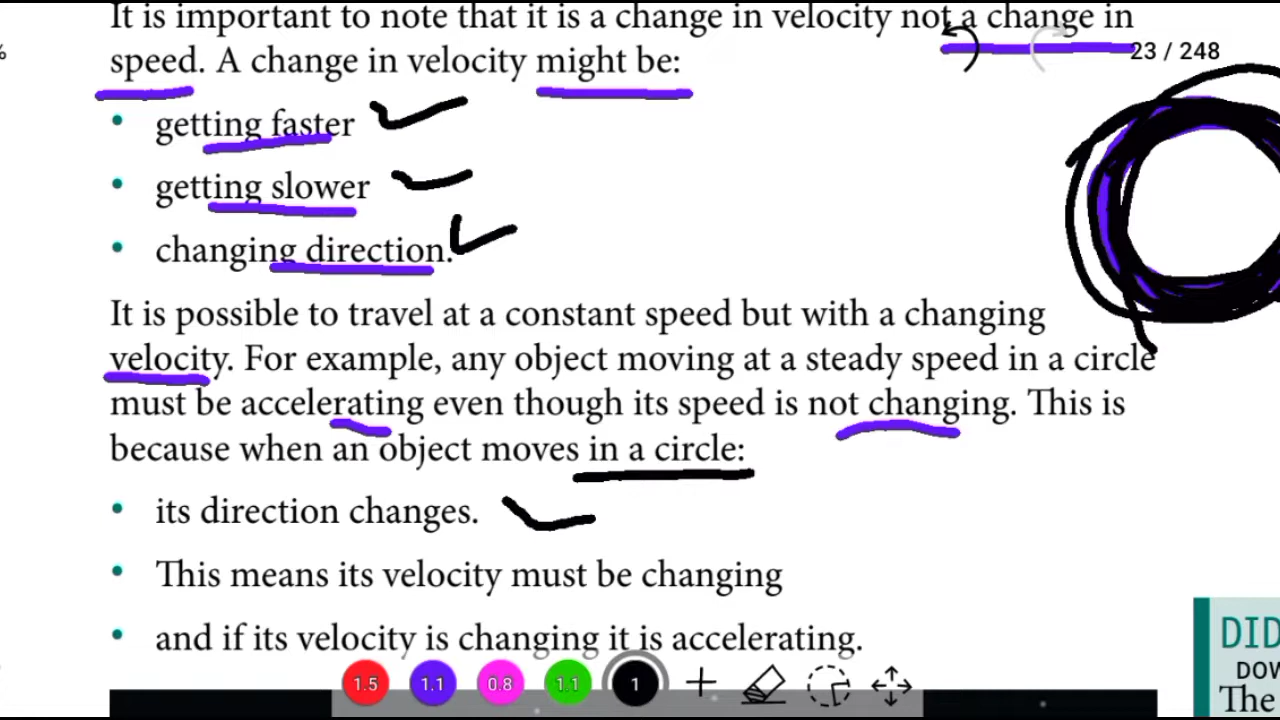 It is important to note that it is a change in velocity not a change in
speed. A change in velocity might be:
23 / 248
%
• getting faster
• getting slower
• changing direction.
It is possible to travel at a constant speed but with a changing
velocity. For example, any object moving at a steady speed in a circle
must be accelerating even though its speed is not changing. This is
because when an object moves in a circle:
• its direction changes.
• This means its velocity must be changing
• and if its velocity is changing it is accelerating.
DID
DOW
The
1.5 1.1 0.8 1.1 1